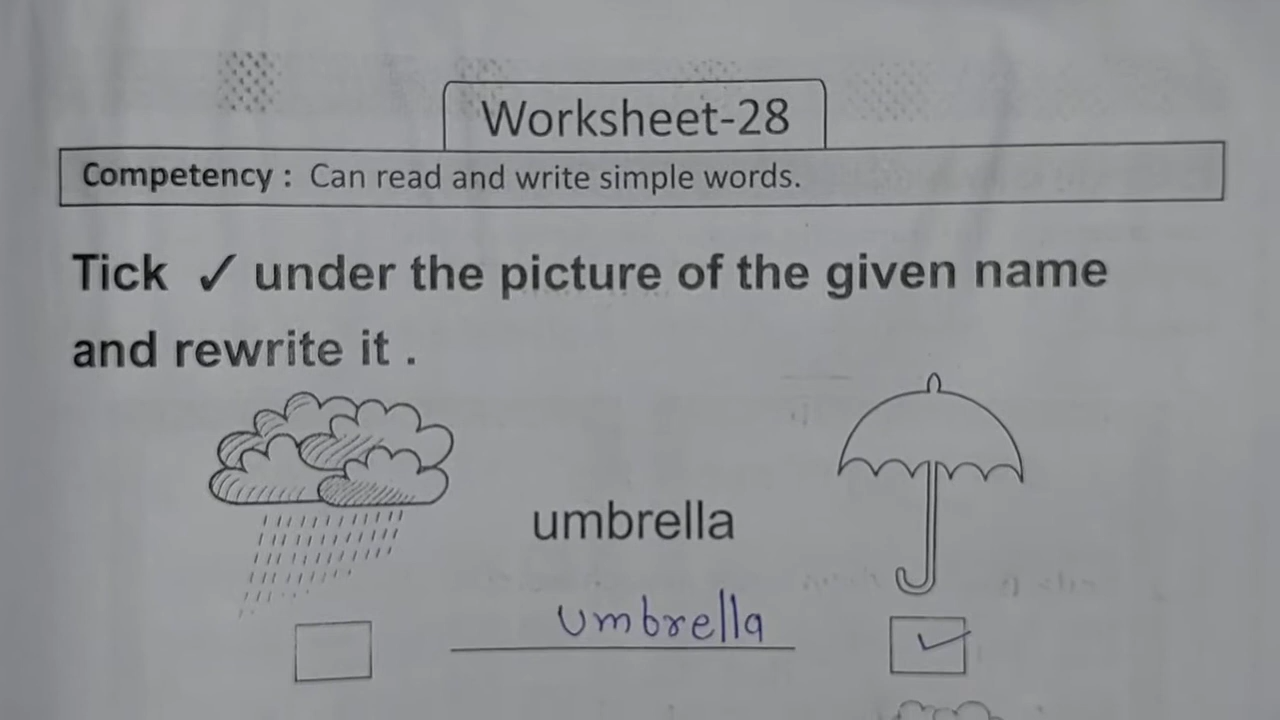 Worksheet-28
Competency : Can read and write simple words.
Tick ✓ under the picture of the given name
and rewrite it .
umbrella
umbrella